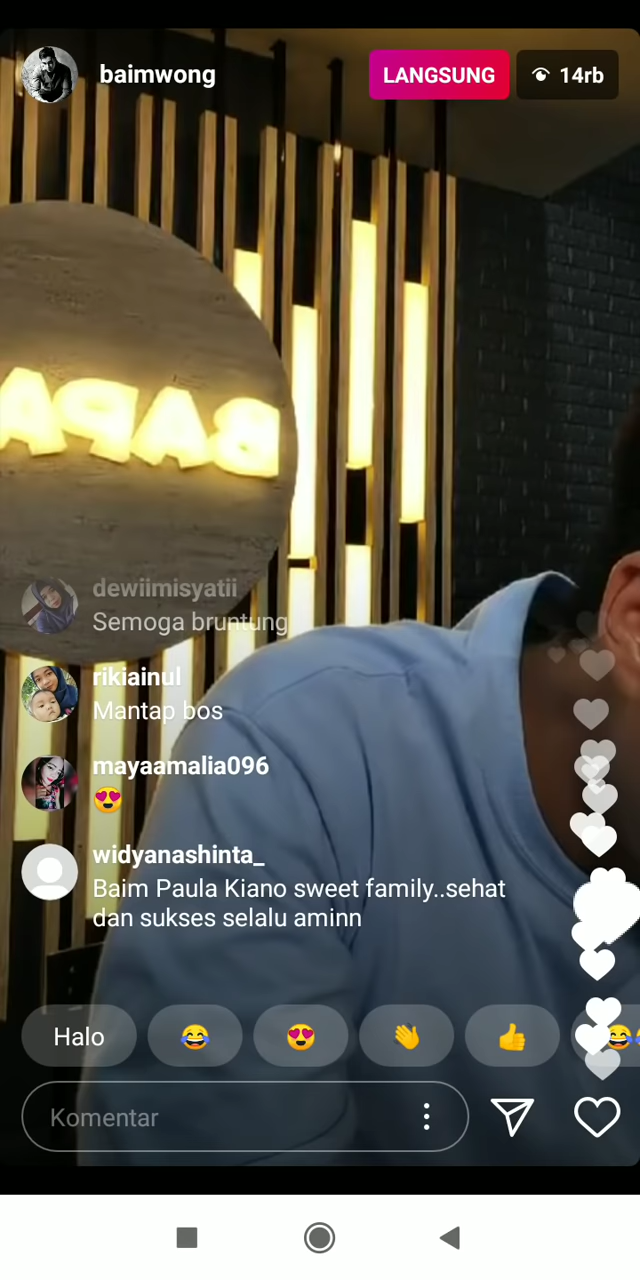 baimwong
LANGSUNG
14rb
BAPA
dewiimisyatii
Semoga bruntung
rikiainul
Mantap bos
mayaamalia096
😍
widyanashinta_
Baim Paula Kiano sweet family..sehat
dan sukses selalu aminn
Halo 😂 😍 👋 👍 😂
Komentar